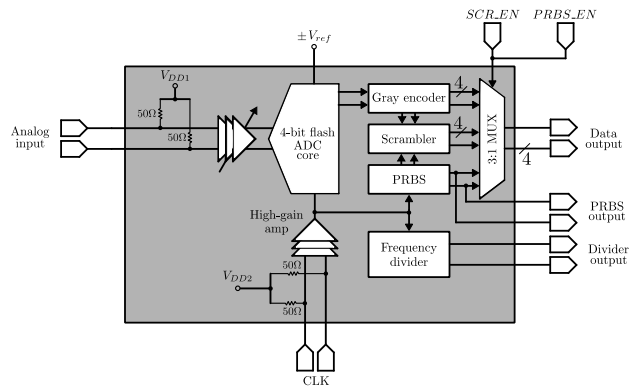 SCR_EN PRBS_EN
±V_ref
V_DD1
50Ω
50Ω
Analog
input
4-bit flash
ADC
core
Gray encoder
4
Scrambler
4
PRBS
3:1 MUX
Data
output
4
PRBS
output
High-gain
amp
Frequency
divider
Divider
output
V_DD2
50Ω
50Ω
CLK